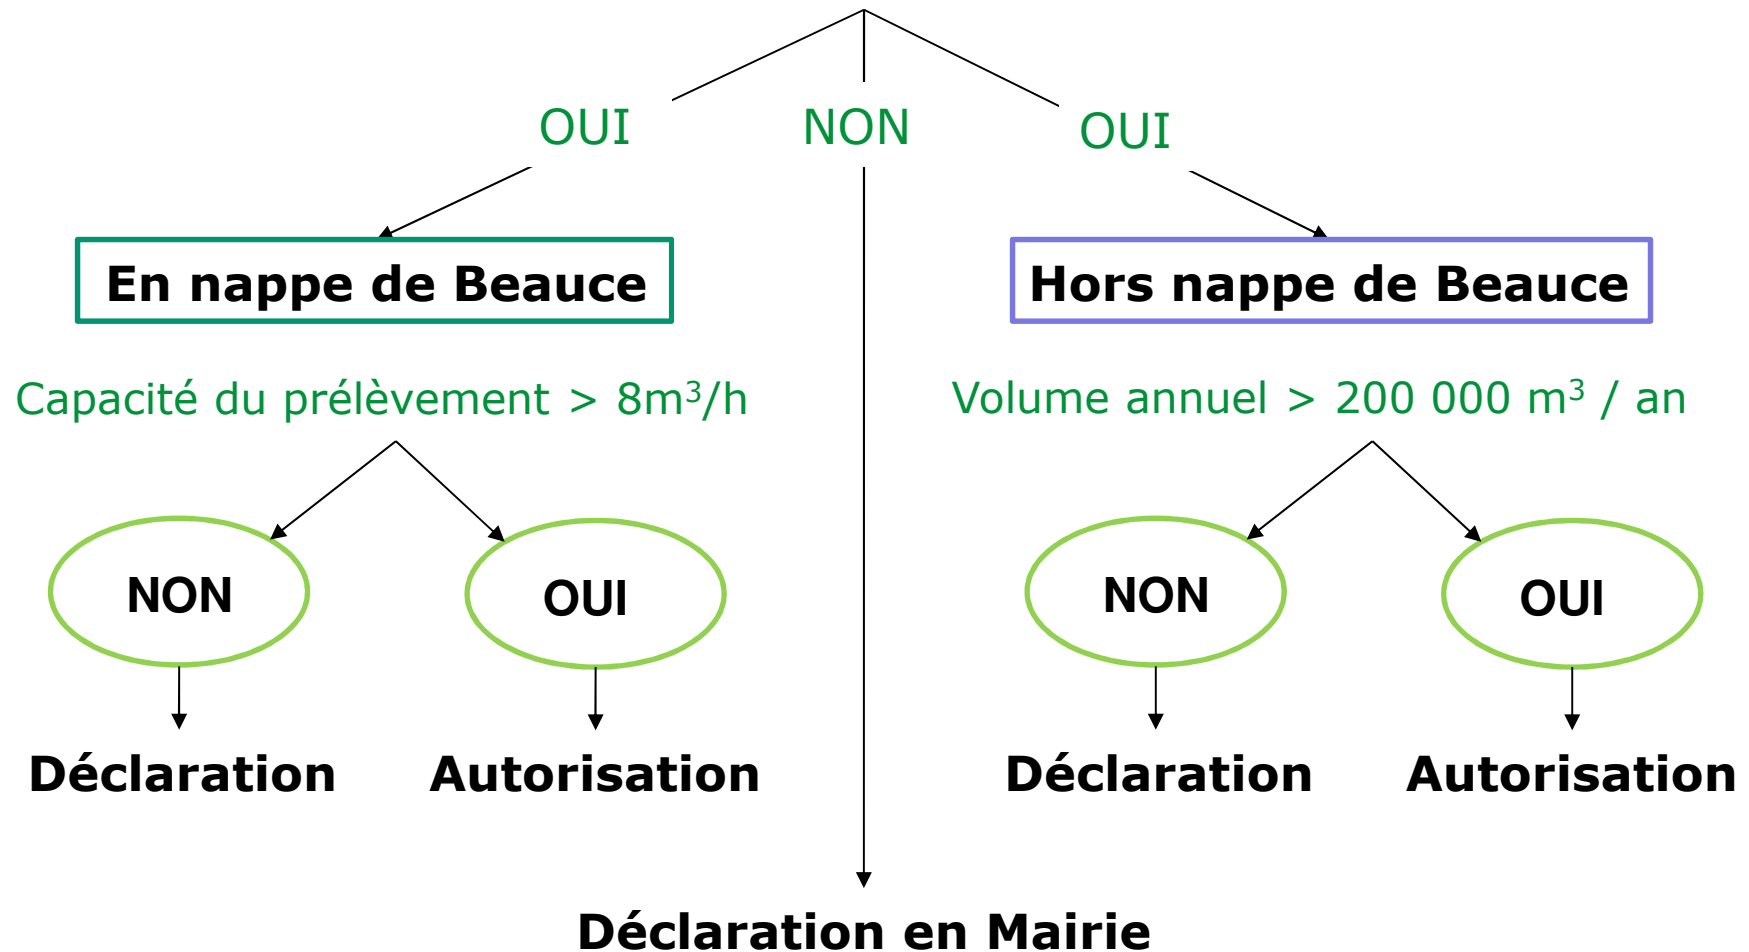 OUI
NON
OUI
En nappe de Beauce
Hors nappe de Beauce
Capacité du prélèvement > 8m³/h
Volume annuel > 200 000 m³ / an
NON
OUI
NON
OUI
Déclaration
Autorisation
Déclaration
Autorisation
Déclaration en Mairie